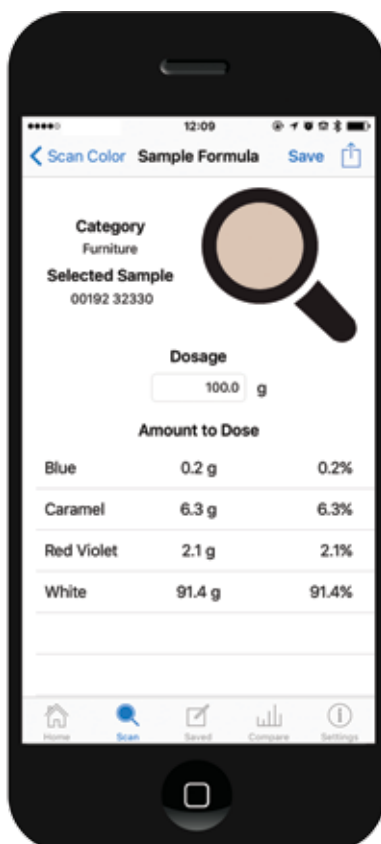 12:09
Scan Color Sample Formula Save
Category
Furniture
Selected Sample
00192 32330
Dosage
100.0 g
Amount to Dose
Blue 0.2 g 0.2%
Caramel 6.3 g 6.3%
Red Violet 2.1 g 2.1%
White 91.4 g 91.4%
Home Scan Saved Compare Settings